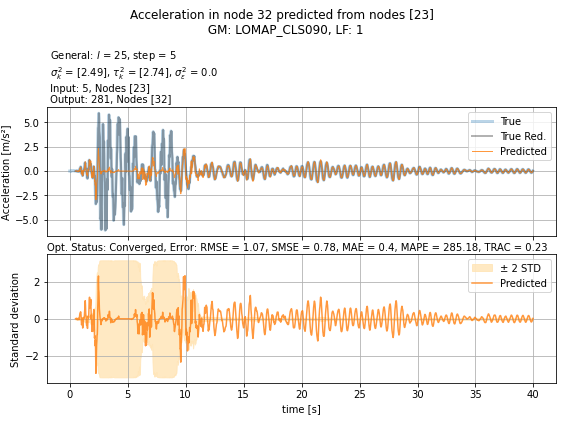 Acceleration in node 32 predicted from nodes [23]
GM: LOMAP_CLS090, LF: 1
General: l = 25, step = 5
σ²ₖ = [2.49], τ²ₖ = [2.74], σ²ε = 0.0
Input: 5, Nodes [23]
Output: 281, Nodes [32]
Acceleration [m/s²]
5.0
2.5
0.0
−2.5
−5.0
True
True Red.
Predicted
Opt. Status: Converged, Error: RMSE = 1.07, SMSE = 0.78, MAE = 0.4, MAPE = 285.18, TRAC = 0.23
Standard deviation
2
0
−2
± 2 STD
Predicted
0 5 10 15 20 25 30 35 40
time [s]